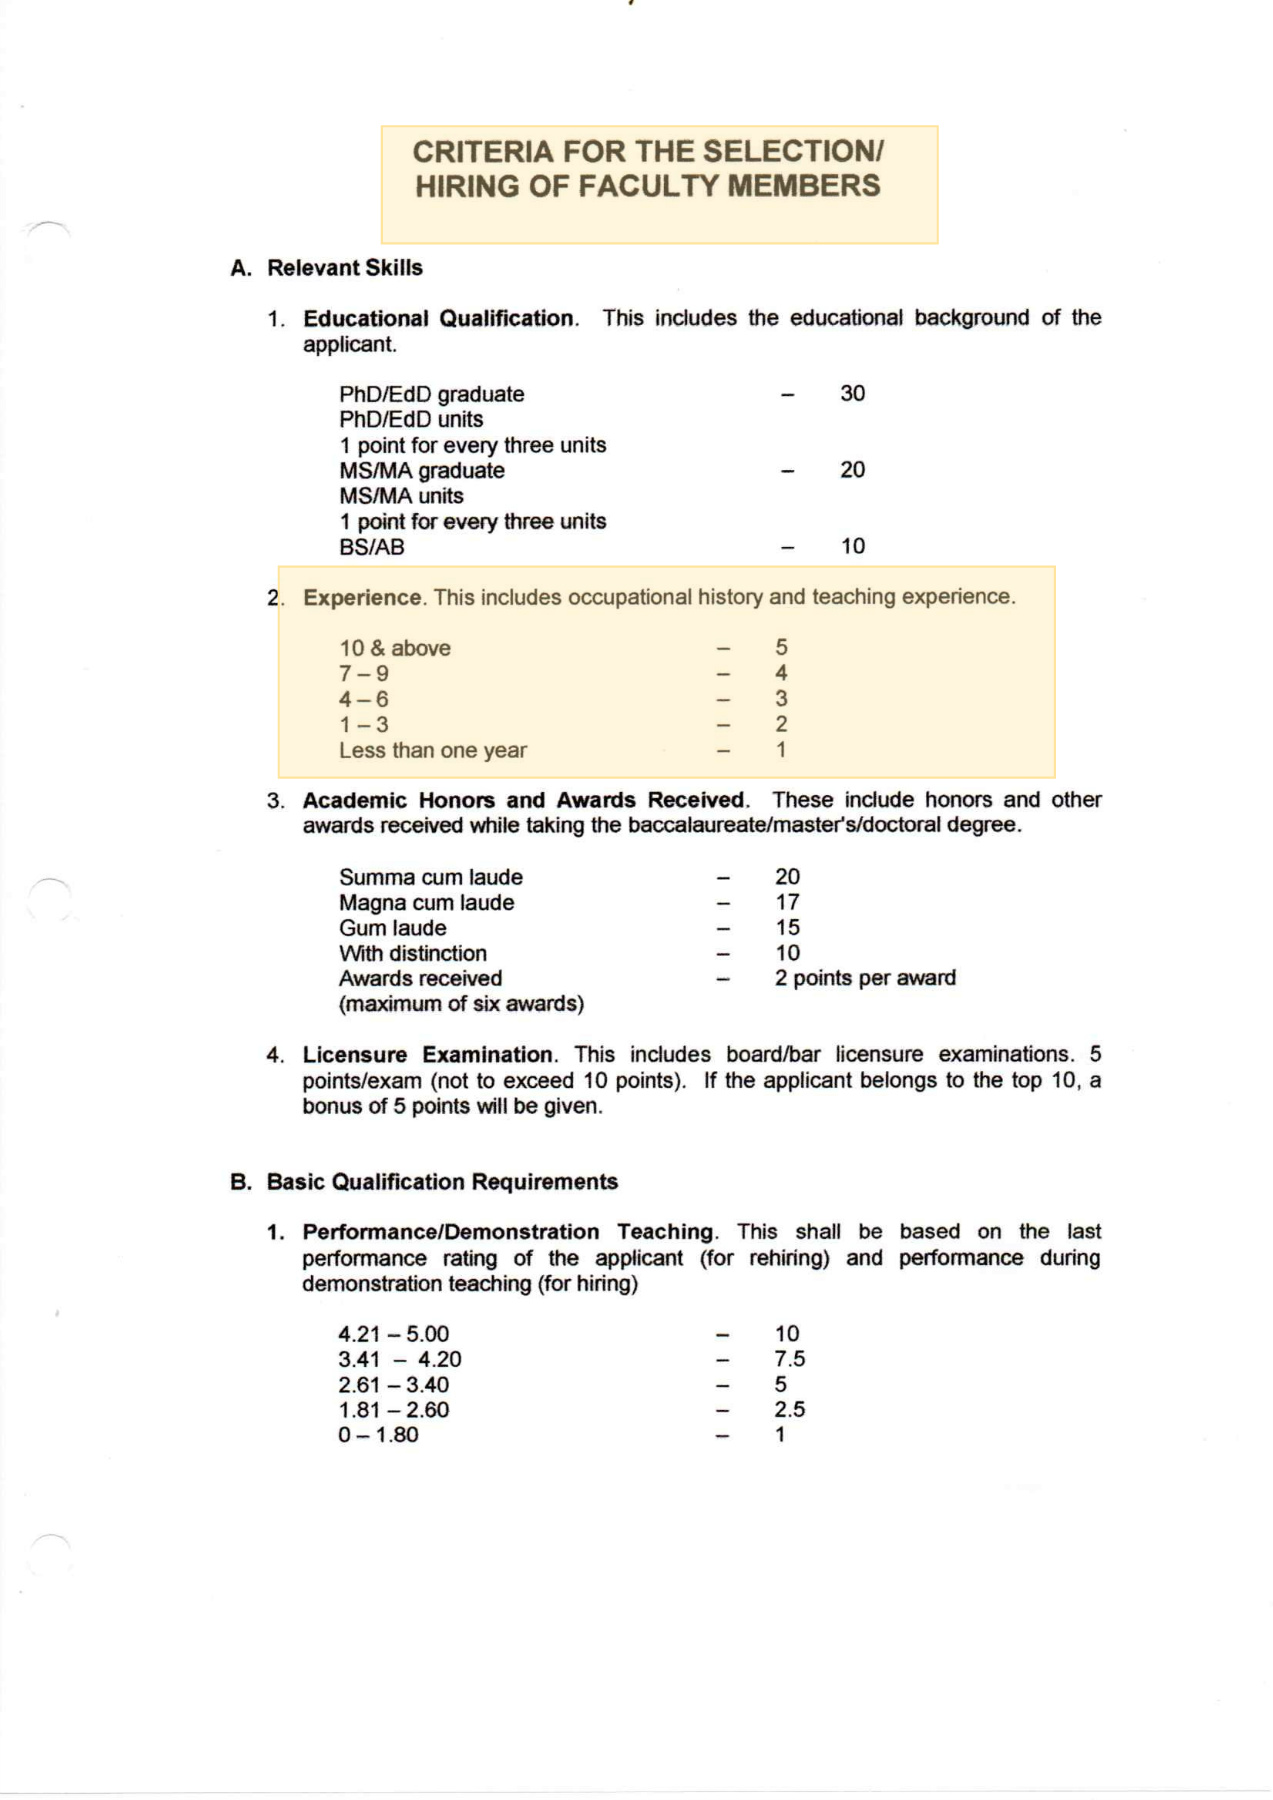 CRITERIA FOR THE SELECTION/
HIRING OF FACULTY MEMBERS
A. Relevant Skills
1. Educational Qualification. This includes the educational background of the
applicant.
PhD/EdD graduate – 30
PhD/EdD units
1 point for every three units
MS/MA graduate – 20
MS/MA units
1 point for every three units
BS/AB – 10
2. Experience. This includes occupational history and teaching experience.
10 & above – 5
7 – 9 – 4
4 – 6 – 3
1 – 3 – 2
Less than one year – 1
3. Academic Honors and Awards Received. These include honors and other
awards received while taking the baccalaureate/master's/doctoral degree.
Summa cum laude – 20
Magna cum laude – 17
Gum laude – 15
With distinction – 10
Awards received – 2 points per award
(maximum of six awards)
4. Licensure Examination. This includes board/bar licensure examinations. 5
points/exam (not to exceed 10 points). If the applicant belongs to the top 10, a
bonus of 5 points will be given.
B. Basic Qualification Requirements
1. Performance/Demonstration Teaching. This shall be based on the last
performance rating of the applicant (for rehiring) and performance during
demonstration teaching (for hiring)
4.21 – 5.00 – 10
3.41 – 4.20 – 7.5
2.61 – 3.40 – 5
1.81 – 2.60 – 2.5
0 – 1.80 – 1